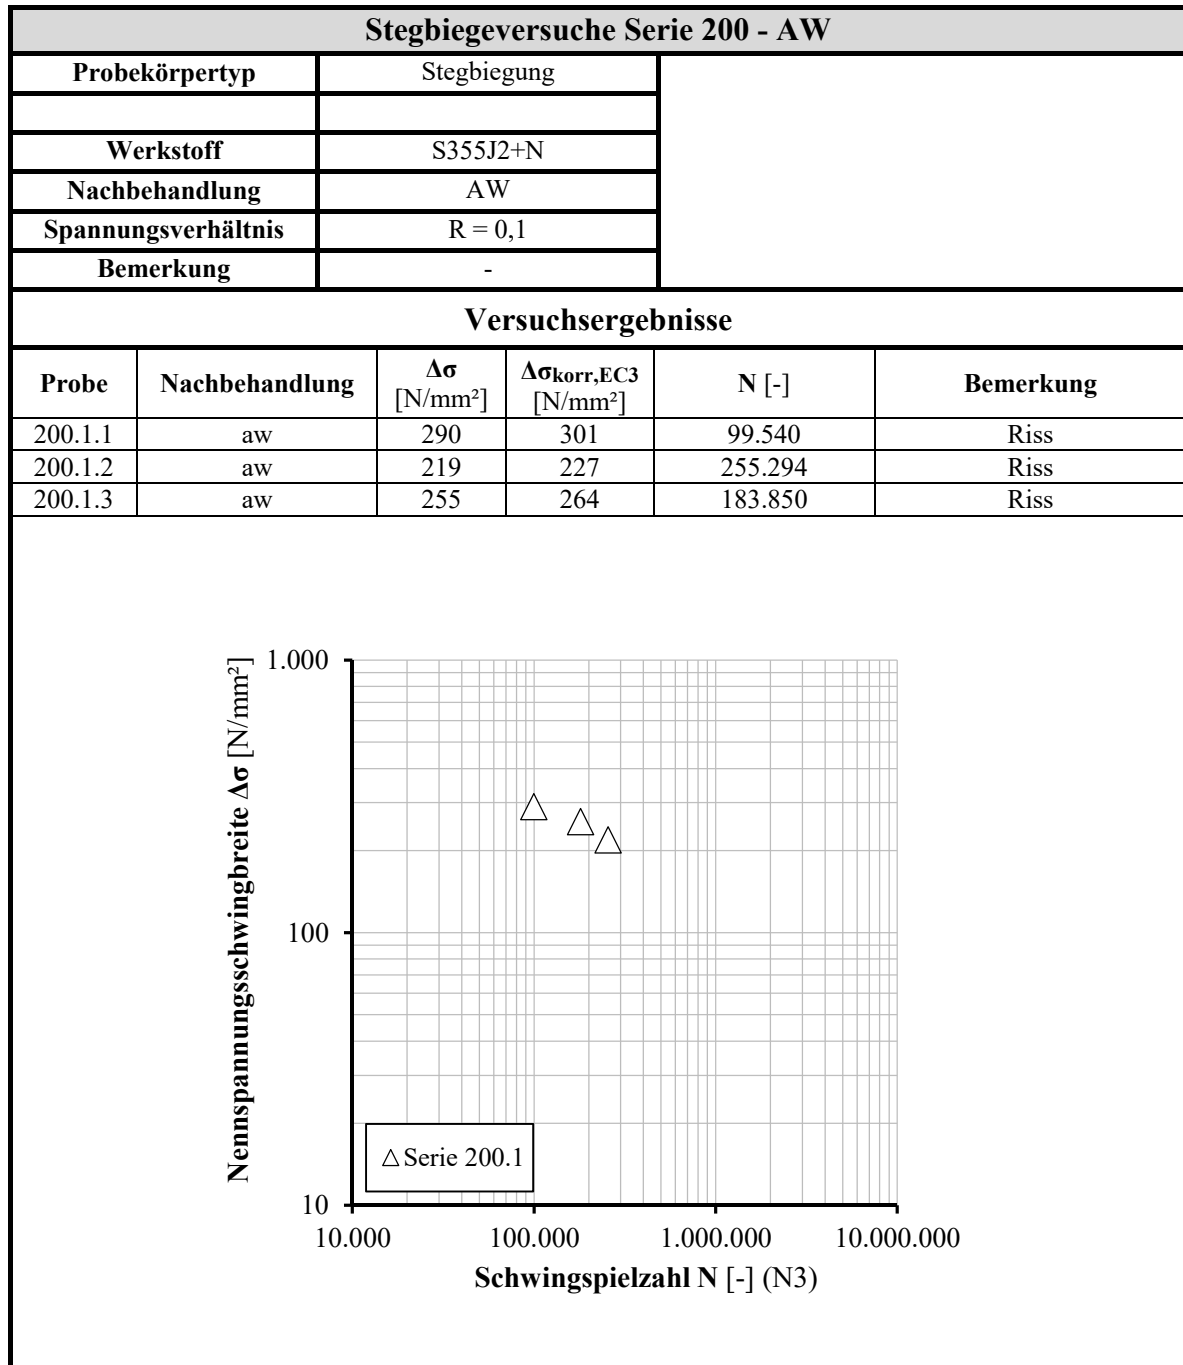 Stegbiegeversuche Serie 200 - AW
Probekörpertyp Stegbiegung
Werkstoff S355J2+N
Nachbehandlung AW
Spannungsverhältnis R = 0,1
Bemerkung -
Versuchsergebnisse
Probe Nachbehandlung Δσ [N/mm²] Δσkorr,EC3 [N/mm²] N [-] Bemerkung
200.1.1 aw 290 301 99.540 Riss
200.1.2 aw 219 227 255.294 Riss
200.1.3 aw 255 264 183.850 Riss
Nennspannungsschwingbreite Δσ [N/mm²]
1.000
100
10
△ Serie 200.1
10.000 100.000 1.000.000 10.000.000
Schwingspielzahl N [-] (N3)